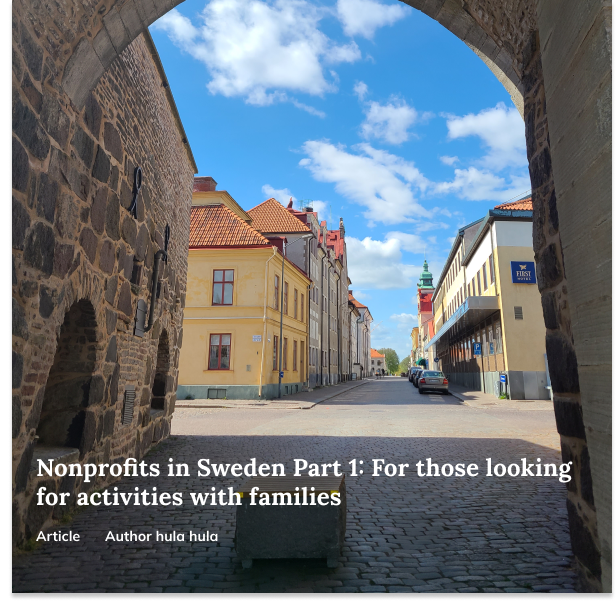 FIRST
HOTEL
Nonprofits in Sweden Part 1: For those looking
for activities with families
Article Author hula hula